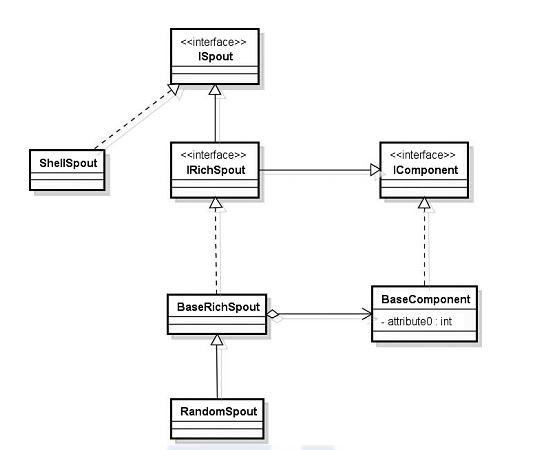 <<interface>>
ISpout
ShellSpout
<<interface>>
IRichSpout
<<interface>>
IComponent
BaseRichSpout
BaseComponent
- attribute0 : int
RandomSpout